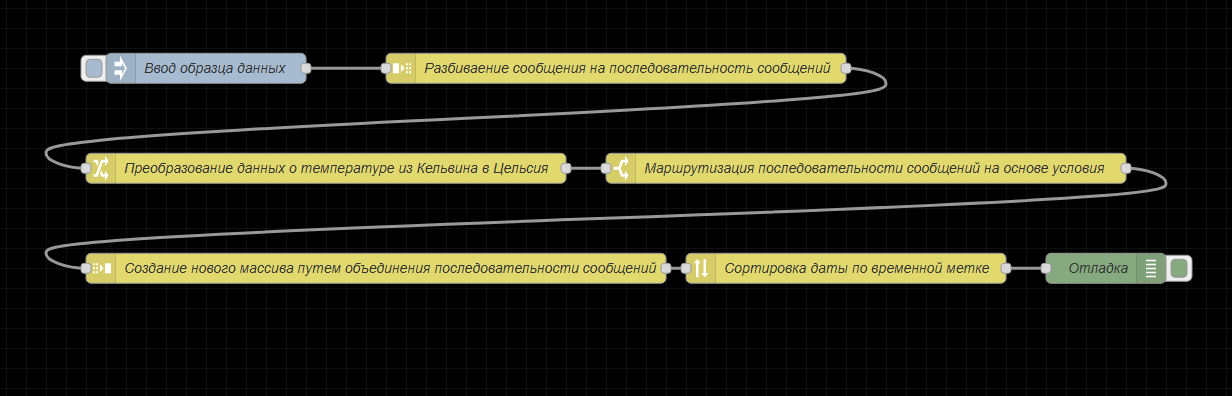 Ввод образца данных
Разбивaение сообщения на последовательность сообщений
Преобразование данных о температуре из Кельвина в Цельсия
Маршрутизация последовательности сообщений на основе условия
Создание нового массива путем объединения последовательности сообщений
Сортировка даты по временной метке
Отладка